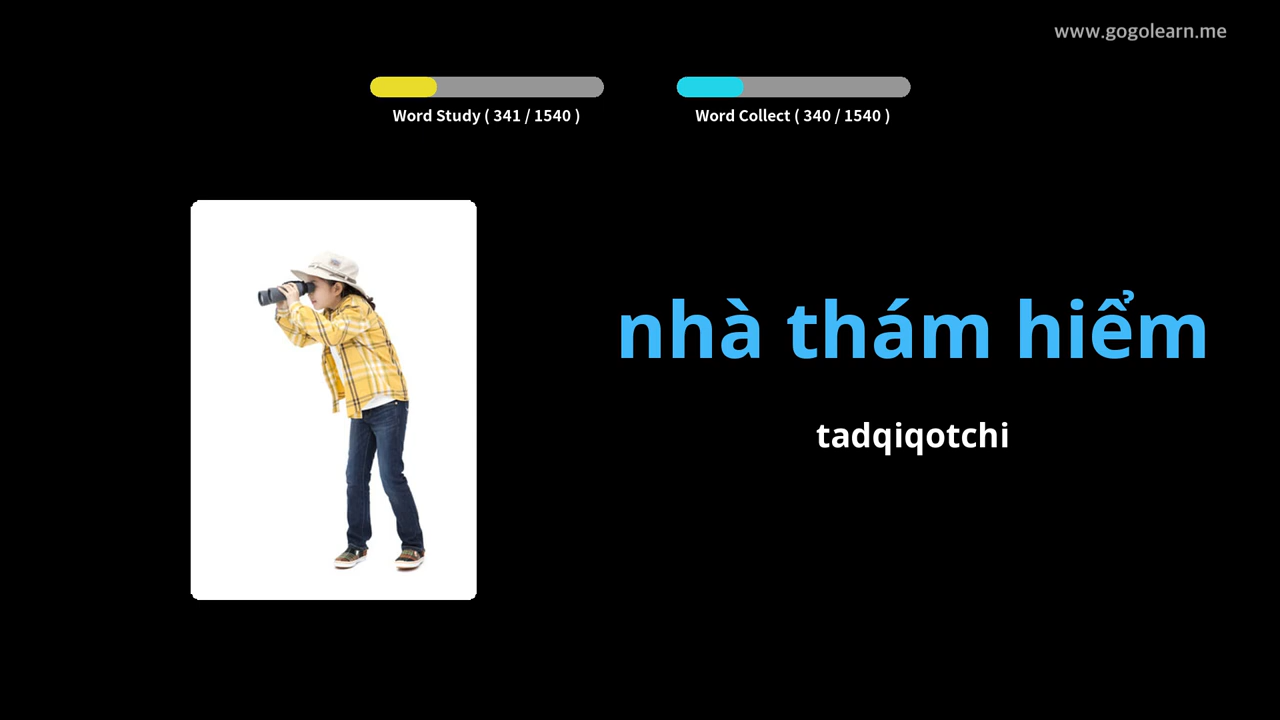 www.gogolearn.me
Word Study ( 341 / 1540 )
Word Collect ( 340 / 1540 )
nhà thám hiểm
tadqiqotchi